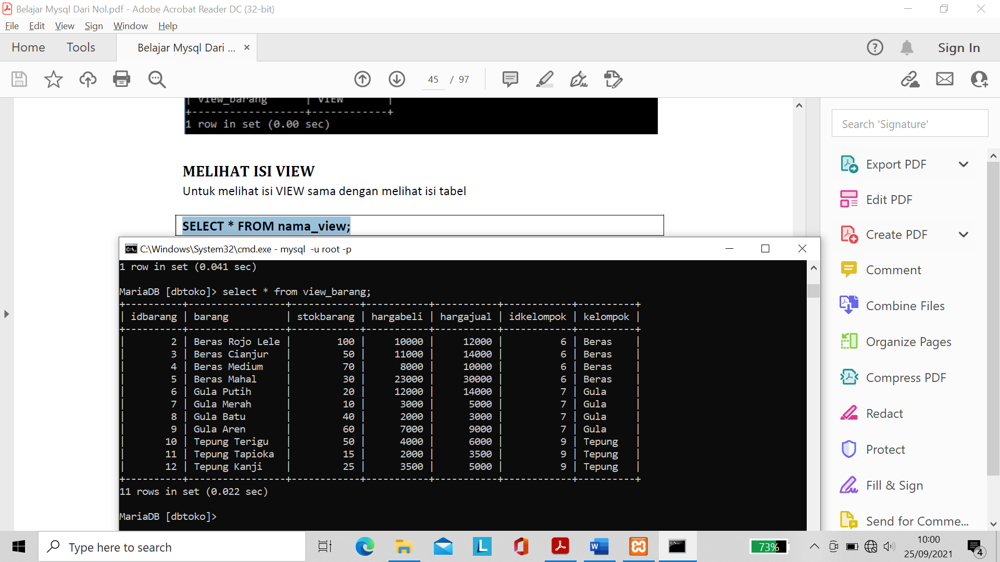 Belajar Mysql Dari Nol.pdf - Adobe Acrobat Reader DC (32-bit)
File Edit View Sign Window Help
Home Tools Belajar Mysql Dari ... × Sign In
45 / 97
| view_barang | VIEW |
+------------------+------------+
1 row in set (0.00 sec)
MELIHAT ISI VIEW
Untuk melihat isi VIEW sama dengan melihat isi tabel
SELECT * FROM nama_view;
C:\Windows\System32\cmd.exe - mysql -u root -p
1 row in set (0.041 sec)
MariaDB [dbtoko]> select * from view_barang;
+----------+-----------------+------------+-----------+-----------+------------+----------+
| idbarang | barang          | stokbarang | hargabeli | hargajual | idkelompok | kelompok |
+----------+-----------------+------------+-----------+-----------+------------+----------+
|        2 | Beras Rojo Lele |        100 |     10000 |     12000 |          6 | Beras    |
|        3 | Beras Cianjur   |         50 |     11000 |     14000 |          6 | Beras    |
|        4 | Beras Medium    |         70 |      8000 |     10000 |          6 | Beras    |
|        5 | Beras Mahal     |         30 |     23000 |     30000 |          6 | Beras    |
|        6 | Gula Putih      |         20 |     12000 |     14000 |          7 | Gula     |
|        7 | Gula Merah      |         10 |      3000 |      5000 |          7 | Gula     |
|        8 | Gula Batu       |         40 |      2000 |      3000 |          7 | Gula     |
|        9 | Gula Aren       |         60 |      7000 |      9000 |          7 | Gula     |
|       10 | Tepung Terigu   |         50 |      4000 |      6000 |          9 | Tepung   |
|       11 | Tepung Tapioka  |         15 |      2000 |      3500 |          9 | Tepung   |
|       12 | Tepung Kanji    |         25 |      3500 |      5000 |          9 | Tepung   |
+----------+-----------------+------------+-----------+-----------+------------+----------+
11 rows in set (0.022 sec)
MariaDB [dbtoko]>
Search 'Signature'
Export PDF
Edit PDF
Create PDF
Comment
Combine Files
Organize Pages
Compress PDF
Redact
Protect
Fill & Sign
Send for Comme...
Type here to search
73%
10:00
25/09/2021
4